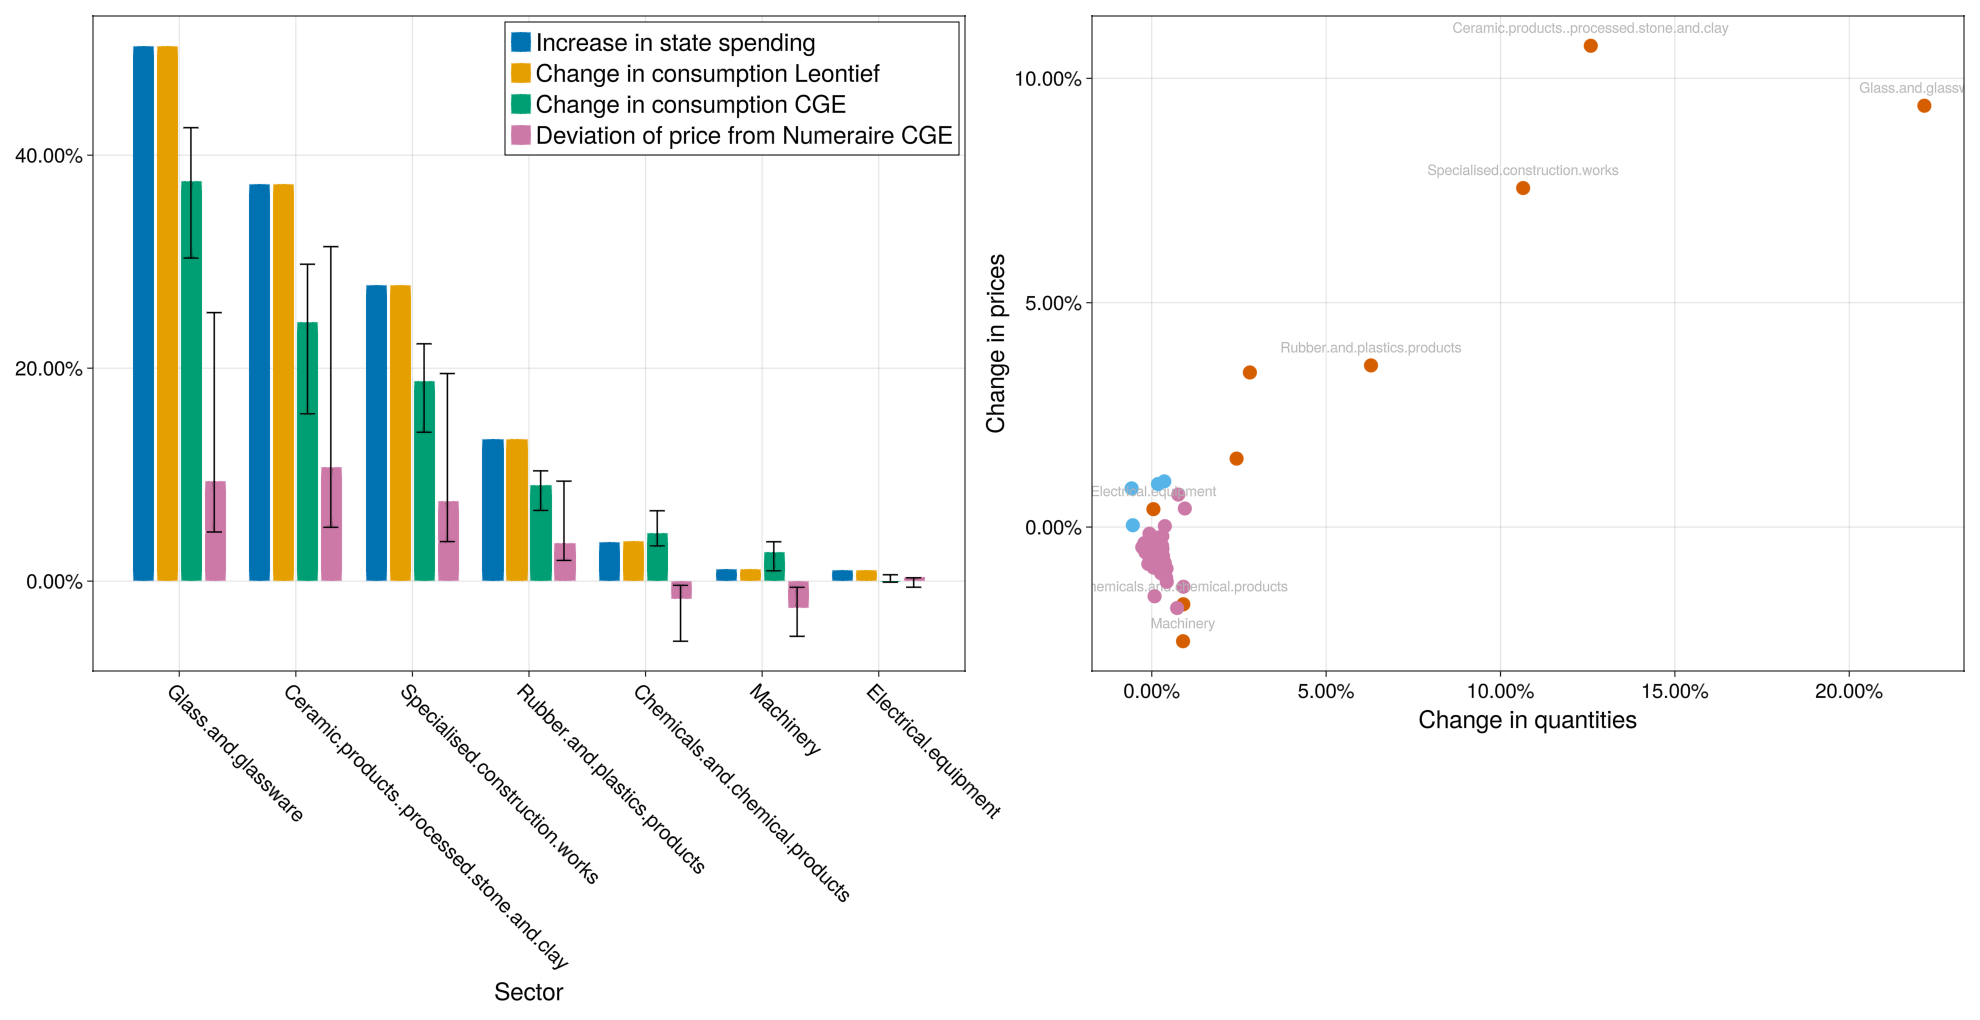 Increase in state spending
Change in consumption Leontief
Change in consumption CGE
Deviation of price from Numeraire CGE
40.00%
20.00%
0.00%
Glass.and.glassware
Ceramic.products..processed.stone.and.clay
Specialised.construction.works
Rubber.and.plastics.products
Chemicals.and.chemical.products
Machinery
Electrical.equipment
Sector
Change in prices
10.00%
5.00%
0.00%
Ceramic.products..processed.stone.and.clay
Glass.and.glassw
Specialised.construction.works
Rubber.and.plastics.products
Electrical.equipment
hemicals.and.chemical.products
Machinery
0.00%
5.00%
10.00%
15.00%
20.00%
Change in quantities